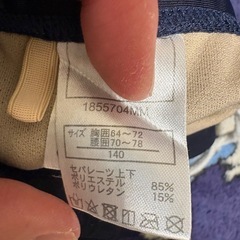 1855704MM
サイズ 胸囲64〜72
腰囲70〜78
140
セパレーツ上下
ポリエステル 85%
ポリウレタン 15%